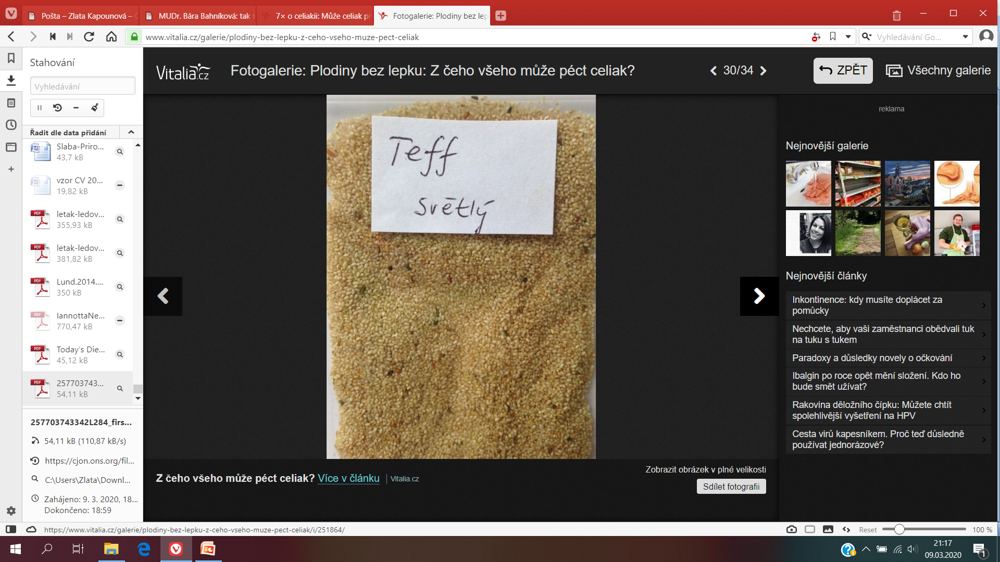 Pošta – Zlata Kapounová –
MUDr. Bára Bahníková: tak
7× o celiakii: Může celiak
Fotogalerie: Plodiny bez
www.vitalia.cz/galerie/plodiny-bez-lepku-z-ceho-vseho-muze-pect-celiak
Vyhledávání Go...
Stahování
Vyhledávání
Řadit dle data přidání
Slaba-Priro...
43,7 kB
vzor CV 20...
19,82 kB
letak-ledov...
355,93 kB
letak-ledov...
381,82 kB
Lund.2014....
350 kB
IannottaNe...
770,47 kB
Today's Die...
45,12 kB
257703743...
54,11 kB
257703743342L284_firs...
54,11 kB (110,87 kB/s)
https://cjon.ons.org/fil...
C:\Users\Zlata\Downl...
Zahájeno: 9. 3. 2020, 18...
Dokončeno: 18:59
Vitalia.cz
Fotogalerie: Plodiny bez lepku: Z čeho všeho může péct celiak?
30/34
ZPĚT
Všechny galerie
Teff
světlý
reklama
Nejnovější galerie
Nejnovější články
Inkontinence: kdy musíte doplácet za
pomůcky
Nechcete, aby vaši zaměstnanci obědvali tuk
na tuku s tukem
Paradoxy a důsledky novely o očkování
Ibalgin po roce opět mění složení. Kdo ho
bude smět užívat?
Rakovina děložního čípku: Můžete chtít
spolehlivější vyšetření na HPV
Cesta virů kapesníkem. Proč teď důsledně
používat jednorázové?
Z čeho všeho může péct celiak? Více v článku | Vitalia.cz
Zobrazit obrázek v plné velikosti
Sdílet fotografii
https://www.vitalia.cz/galerie/plodiny-bez-lepku-z-ceho-vseho-muze-pect-celiak/i/251864/
Reset
100 %
21:17
09.03.2020
1